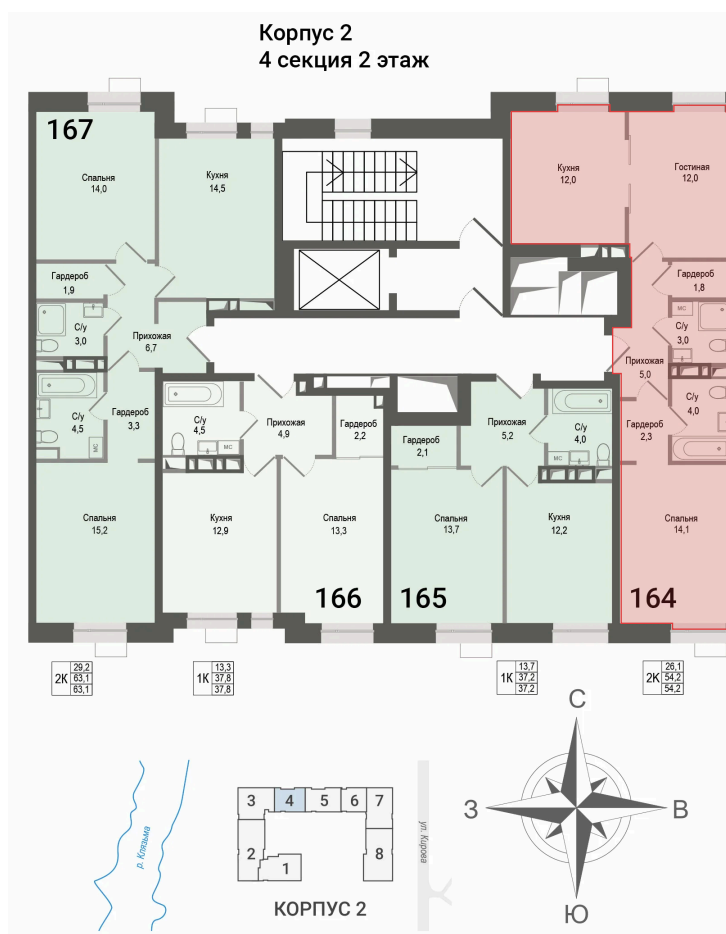 Корпус 2
4 секция 2 этаж
167
Спальня
14,0
Кухня
14,5
Кухня
12,0
Гостиная
12,0
Гардероб
1,9
Гардероб
1,8
С/у
3,0
Прихожая
6,7
МС
С/у
3,0
Прихожая
5,0
С/у
4,5
МС
Гардероб
3,3
С/у
4,5
МС
Прихожая
4,9
Гардероб
2,2
Гардероб
2,1
Прихожая
5,2
С/у
4,0
МС
Гардероб
2,3
С/у
4,0
Спальня
15,2
Кухня
12,9
Спальня
13,3
Спальня
13,7
Кухня
12,2
Спальня
14,1
166
165
164
2К
29,2
63,1
63,1
1К
13,3
37,8
37,8
1К
13,7
37,2
37,2
2К
26,1
54,2
54,2
р. Клязьма
3
4
5
6
7
2
1
8
КОРПУС 2
ул. Кирова
С
З
В
Ю